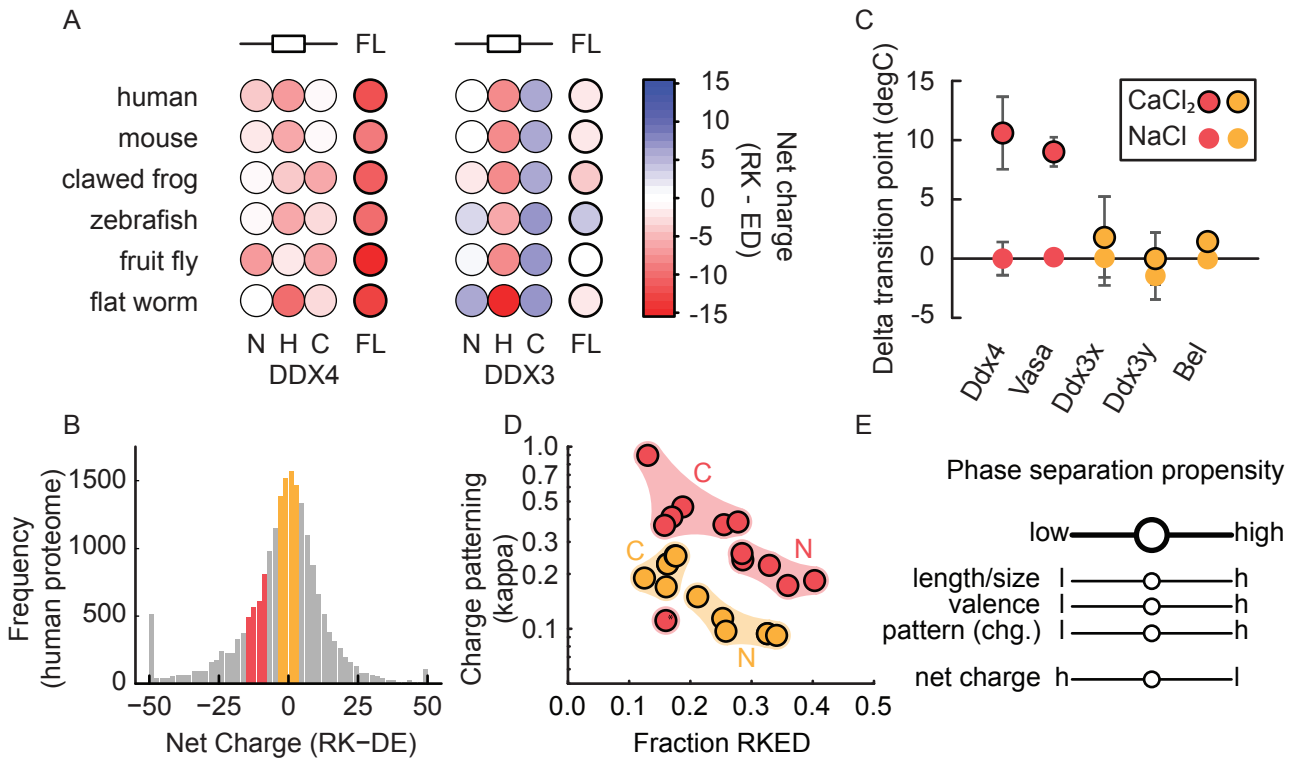 A
FL
FL
human
mouse
clawed frog
zebrafish
fruit fly
flat worm
N H C FL
DDX4
N H C FL
DDX3
15
10
5
0
-5
-10
-15
Net charge
(RK - ED)
C
Delta transition point (degC)
15
10
5
0
-5
CaCl₂
NaCl
Ddx4
Vasa
Ddx3x
Ddx3y
Bel
B
Frequency
(human proteome)
1500
1000
500
0
−50 −25 0 25 50
Net Charge (RK−DE)
D
Charge patterning
(kappa)
1.0
0.5
0.3
0.2
0.1
C
N
C
*
N
0.0 0.1 0.2 0.3 0.4 0.5
Fraction RKED
E
Phase separation propensity
low high
length/size l h
valence l h
pattern (chg.) l h
net charge h l